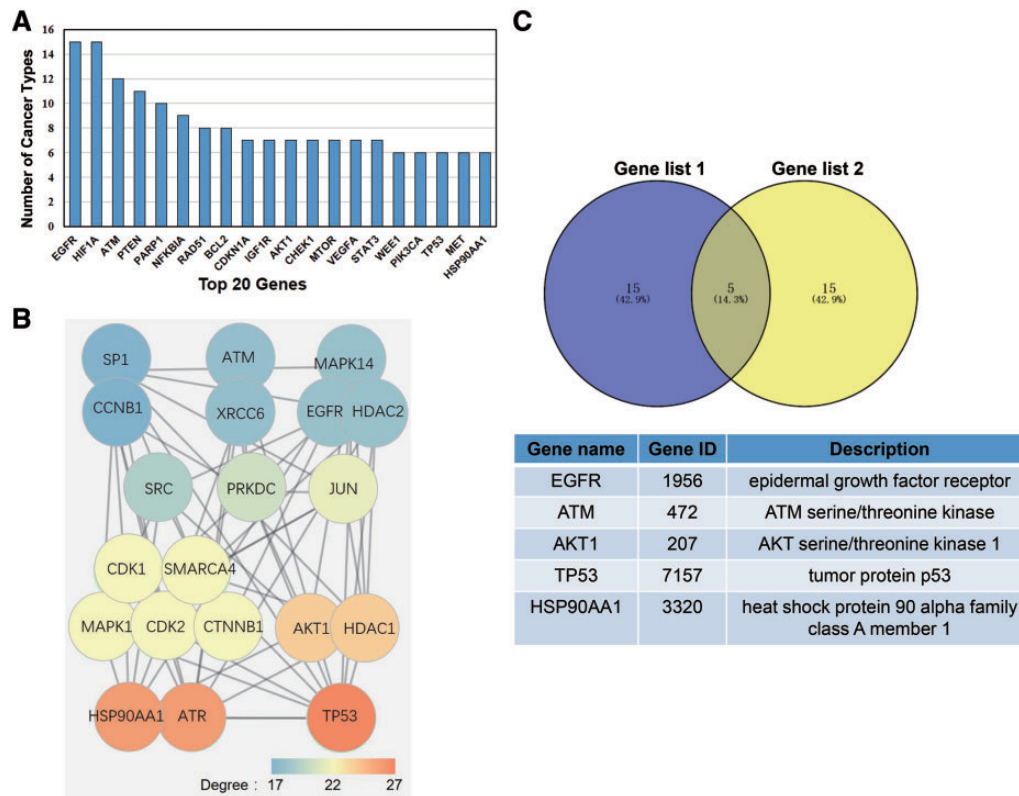 A
Number of Cancer Types
16
14
12
10
8
6
4
2
0
EGFR
HIF1A
ATM
PTEN
PARP1
NFKBIA
RAD51
BCL2
CDKN1A
IGF1R
AKT1
CHEK1
MTOR
VEGFA
STAT3
WEE1
PIK3CA
TP53
MET
HSP90AA1
Top 20 Genes
B
SP1
ATM
MAPK14
CCNB1
XRCC6
EGFR
HDAC2
SRC
PRKDC
JUN
CDK1
SMARCA4
MAPK1
CDK2
CTNNB1
AKT1
HDAC1
HSP90AA1
ATR
TP53
Degree :
17
22
27
C
Gene list 1
Gene list 2
15
(42.9%)
5
(14.3%)
15
(42.9%)
Gene name Gene ID Description
EGFR 1956 epidermal growth factor receptor
ATM 472 ATM serine/threonine kinase
AKT1 207 AKT serine/threonine kinase 1
TP53 7157 tumor protein p53
HSP90AA1 3320 heat shock protein 90 alpha family
class A member 1